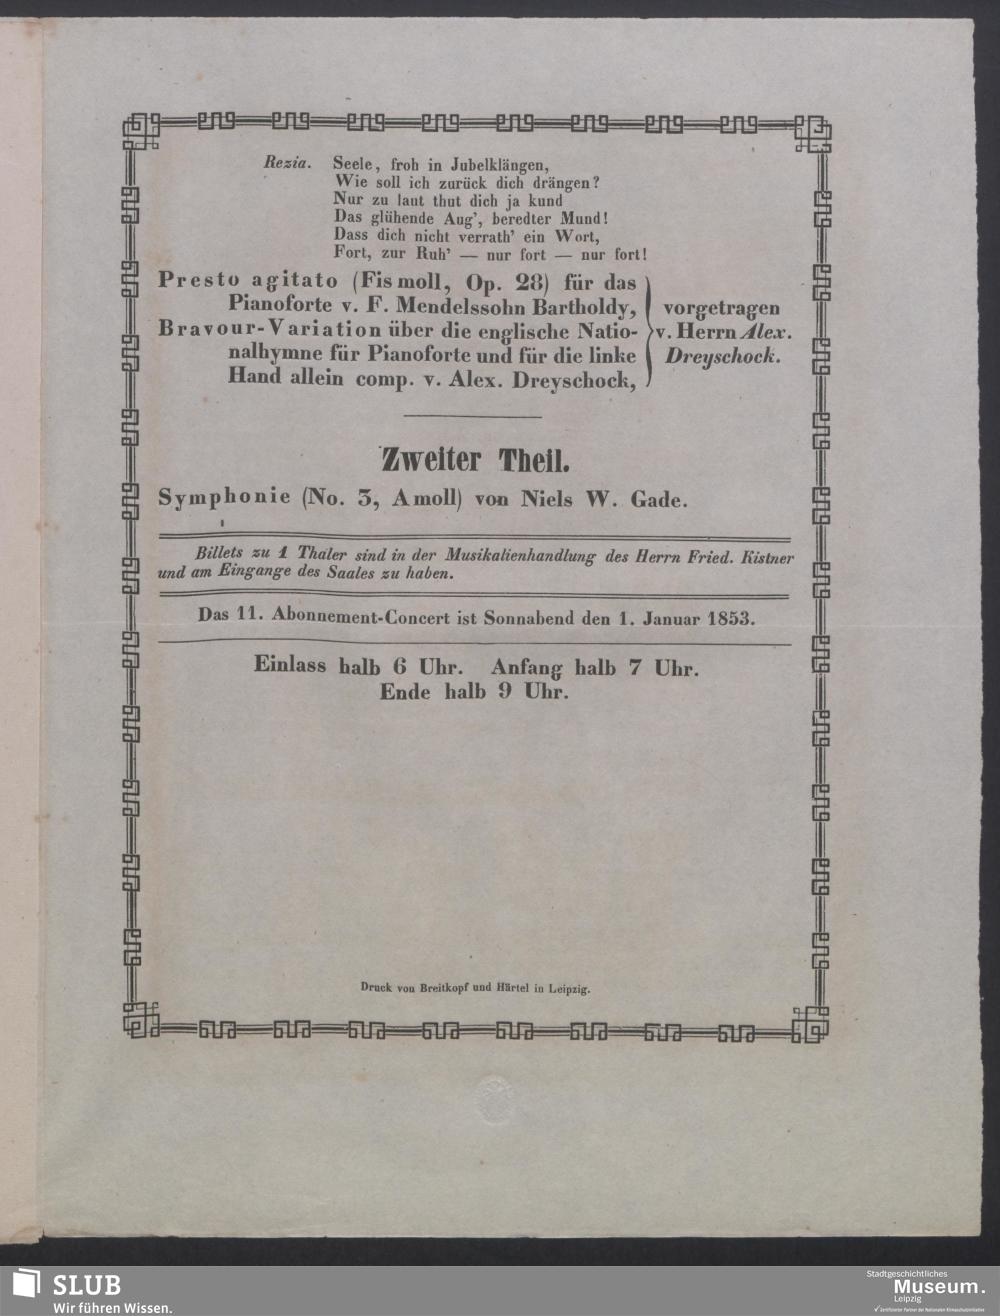 Rezia. Seele, froh in Jubelklängen,
Wie soll ich zurück dich drängen?
Nur zu laut thut dich ja kund
Das glühende Aug', beredter Mund!
Dass dich nicht verrath' ein Wort,
Fort, zur Ruh' — nur fort — nur fort!
Presto agitato (Fis moll, Op. 28) für das
Pianoforte v. F. Mendelssohn Bartholdy,
Bravour-Variation über die englische Natio-
nalhymne für Pianoforte und für die linke
Hand allein comp. v. Alex. Dreyschock,
vorgetragen
v. Herrn Alex.
Dreyschock.
Zweiter Theil.
Symphonie (No. 3, A moll) von Niels W. Gade.
Billets zu 1 Thaler sind in der Musikalienhandlung des Herrn Fried. Kistner
und am Eingange des Saales zu haben.
Das 11. Abonnement-Concert ist Sonnabend den 1. Januar 1853.
Einlass halb 6 Uhr. Anfang halb 7 Uhr.
Ende halb 9 Uhr.
Druck von Breitkopf und Härtel in Leipzig.
SLUB
Wir führen Wissen.
Stadtgeschichtliches
Museum.
Leipzig
Zertifizierter Partner der Nationalen Klimaschutzinitiative